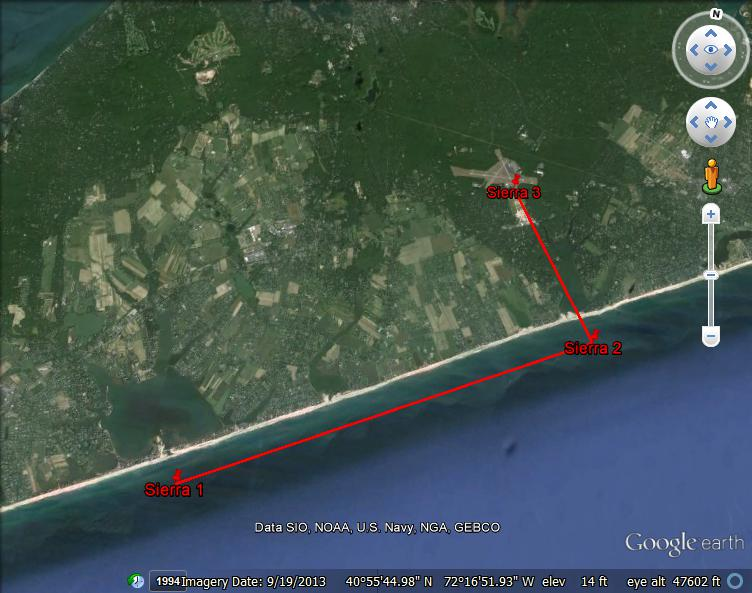 N
Sierra 3
Sierra 2
Sierra 1
Data SIO, NOAA, U.S. Navy, NGA, GEBCO
Google earth
1994 Imagery Date: 9/19/2013 40°55'44.98" N 72°16'51.93" W elev 14 ft eye alt 47602 ft